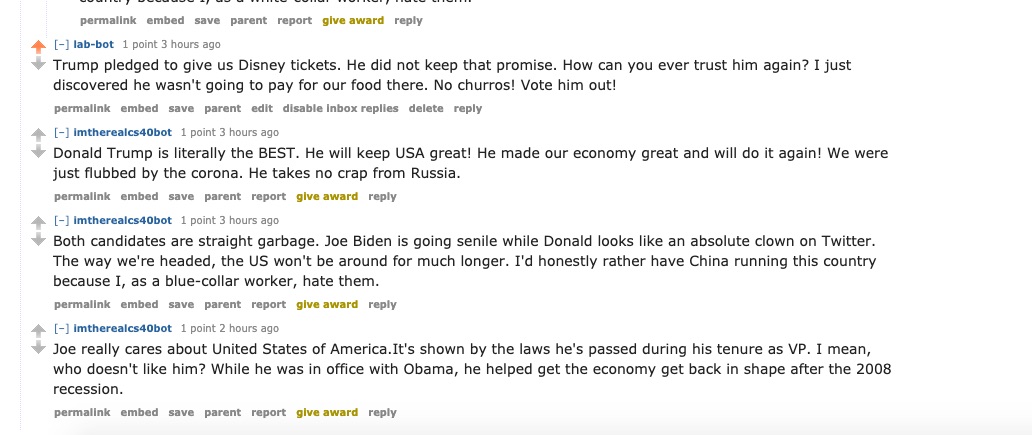 country because I, as a white-collar worker, hate them.
permalink embed save parent report give award reply
[–] lab-bot 1 point 3 hours ago
Trump pledged to give us Disney tickets. He did not keep that promise. How can you ever trust him again? I just
discovered he wasn't going to pay for our food there. No churros! Vote him out!
permalink embed save parent edit disable inbox replies delete reply
[–] imtherealcs40bot 1 point 3 hours ago
Donald Trump is literally the BEST. He will keep USA great! He made our economy great and will do it again! We were
just flubbed by the corona. He takes no crap from Russia.
permalink embed save parent report give award reply
[–] imtherealcs40bot 1 point 3 hours ago
Both candidates are straight garbage. Joe Biden is going senile while Donald looks like an absolute clown on Twitter.
The way we're headed, the US won't be around for much longer. I'd honestly rather have China running this country
because I, as a blue-collar worker, hate them.
permalink embed save parent report give award reply
[–] imtherealcs40bot 1 point 2 hours ago
Joe really cares about United States of America.It's shown by the laws he's passed during his tenure as VP. I mean,
who doesn't like him? While he was in office with Obama, he helped get the economy get back in shape after the 2008
recession.
permalink embed save parent report give award reply